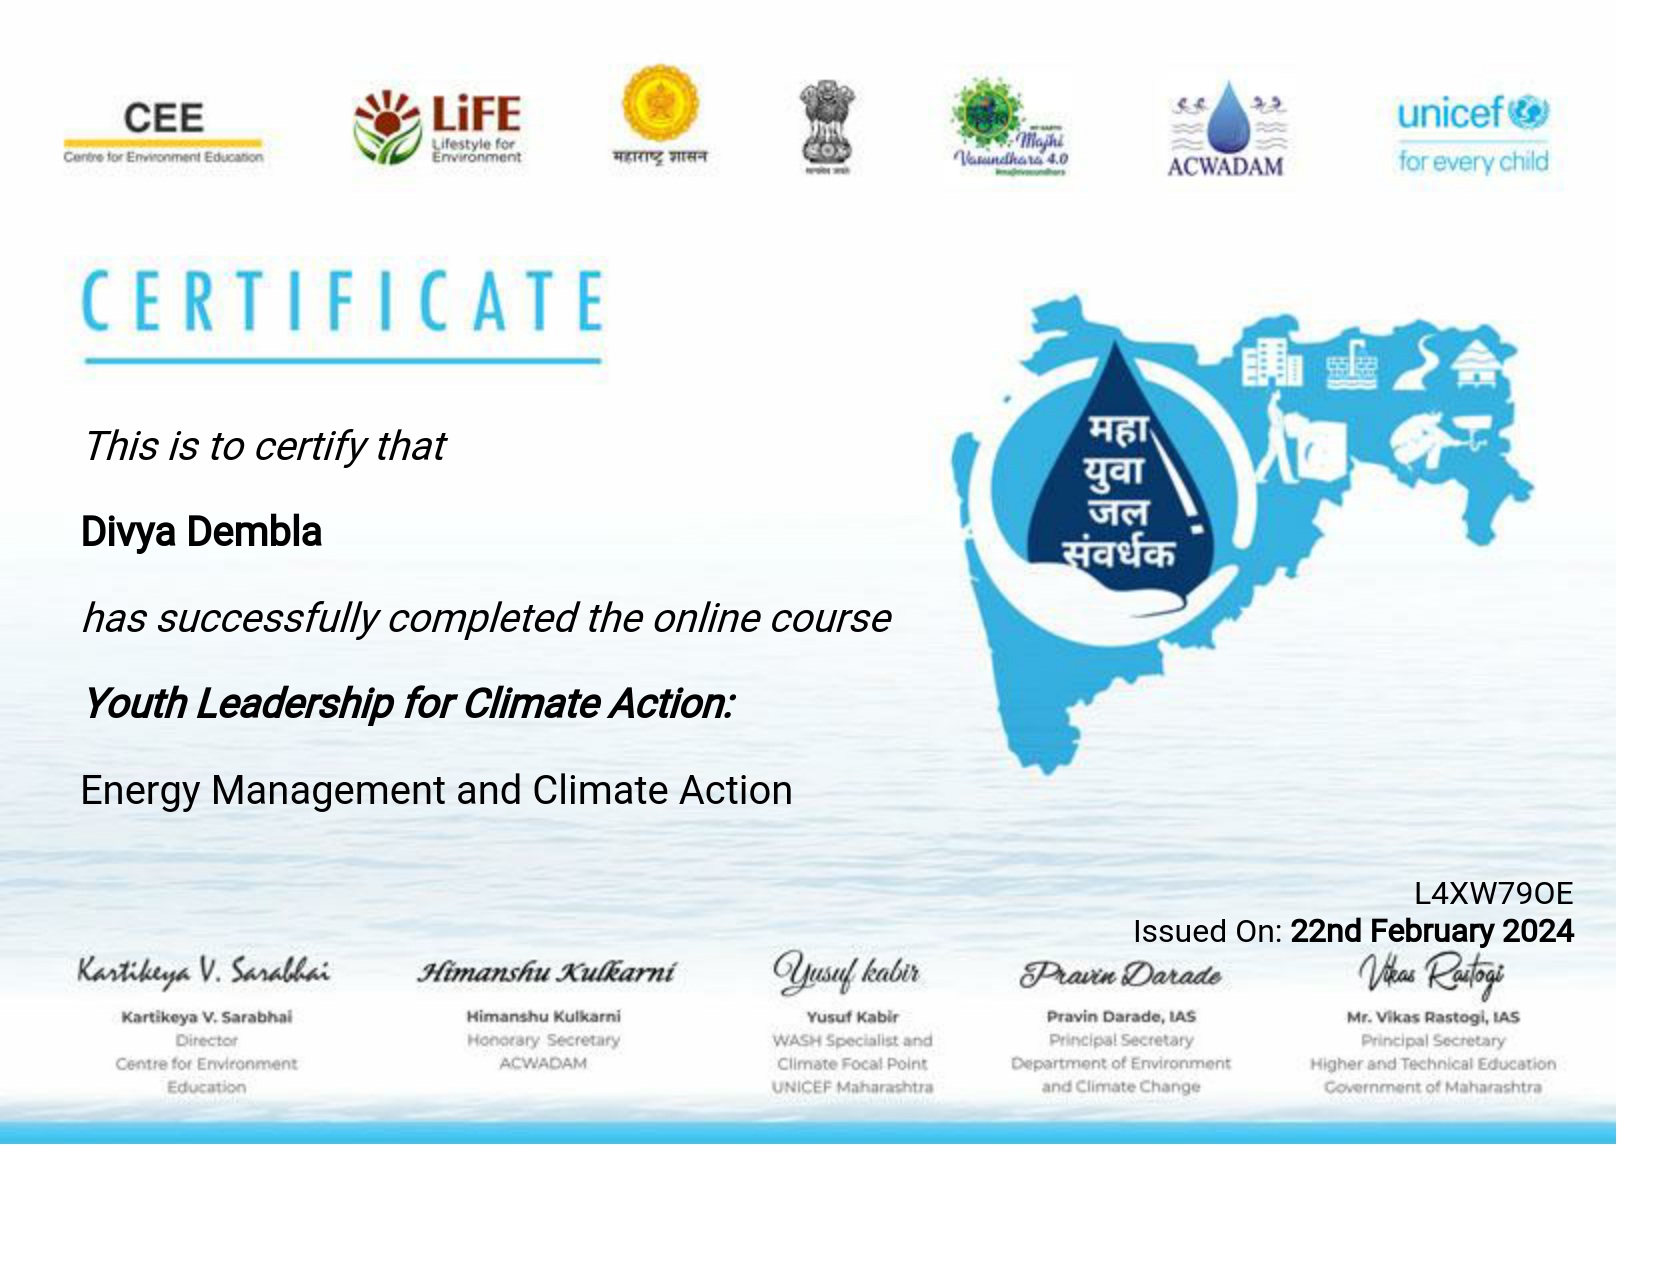 CEE
Centre for Environment Education
LiFE
Lifestyle for
Environment
महाराष्ट्र शासन
सत्यमेव जयते
Majhi
Vasundhara 4.0
#majhivasundhara
ACWADAM
unicef
for every child
CERTIFICATE
महा
युवा
जल
संवर्धक
This is to certify that
Divya Dembla
has successfully completed the online course
Youth Leadership for Climate Action:
Energy Management and Climate Action
L4XW79OE
Issued On: 22nd February 2024
Kartikeya V. Sarabhai
Himanshu Kulkarni
Yusuf kabir
Pravin Darade
Vikas Rastogi
Kartikeya V. Sarabhai
Director
Centre for Environment
Education
Himanshu Kulkarni
Honorary Secretary
ACWADAM
Yusuf Kabir
WASH Specialist and
Climate Focal Point
UNICEF Maharashtra
Pravin Darade, IAS
Principal Secretary
Department of Environment
and Climate Change
Mr. Vikas Rastogi, IAS
Principal Secretary
Higher and Technical Education
Government of Maharashtra